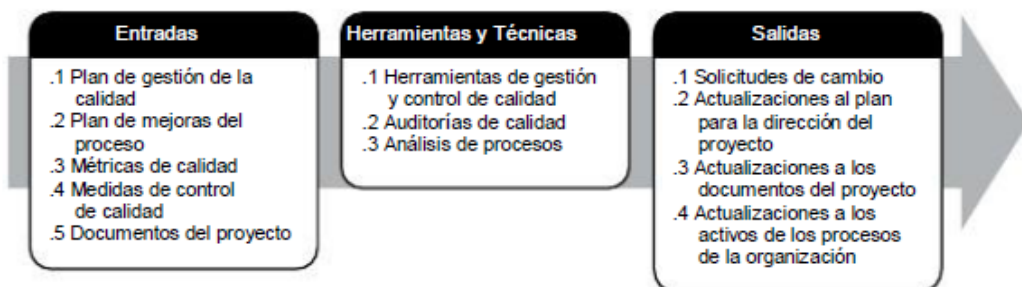 Entradas
.1 Plan de gestión de la
calidad
.2 Plan de mejoras del
proceso
.3 Métricas de calidad
.4 Medidas de control
de calidad
.5 Documentos del proyecto
Herramientas y Técnicas
.1 Herramientas de gestión
y control de calidad
.2 Auditorías de calidad
.3 Análisis de procesos
Salidas
.1 Solicitudes de cambio
.2 Actualizaciones al plan
para la dirección del
proyecto
.3 Actualizaciones a los
documentos del proyecto
.4 Actualizaciones a los
activos de los procesos
de la organización